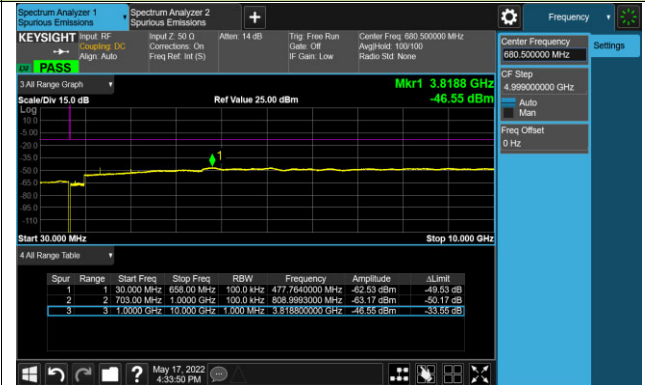 Spectrum Analyzer 1
Spurious Emissions
Spectrum Analyzer 2
Spurious Emissions
+
Frequency
KEYSIGHT
Input: RF
Coupling: DC
Align: Auto
Input Z: 50 Ω
Corrections: On
Freq Ref: Int (S)
Atten: 14 dB
Trig: Free Run
Gate: Off
IF Gain: Low
Center Freq: 680.500000 MHz
Avg|Hold: 100/100
Radio Std: None
PASS
Center Frequency
680.500000 MHz
Settings
CF Step
4.999000000 GHz
Auto
Man
Freq Offset
0 Hz
3 All Range Graph
Mkr1 3.8188 GHz
-46.55 dBm
Scale/Div 15.0 dB
Ref Value 25.00 dBm
Log
10.0
-5.00
-20.0
-35.0
-50.0
-65.0
-80.0
-95.0
-110
1
Start 30.000 MHz
Stop 10.000 GHz
4 All Range Table
Spur Range Start Freq Stop Freq RBW Frequency Amplitude ΔLimit
1 1 30.000 MHz 658.00 MHz 100.0 kHz 477.7640000 MHz -62.53 dBm -49.53 dB
2 2 703.00 MHz 1.0000 GHz 100.0 kHz 808.9993000 MHz -63.17 dBm -50.17 dB
3 3 1.0000 GHz 10.000 GHz 1.000 MHz 3.818800000 GHz -46.55 dBm -33.55 dB
?
May 17, 2022
4:33:50 PM